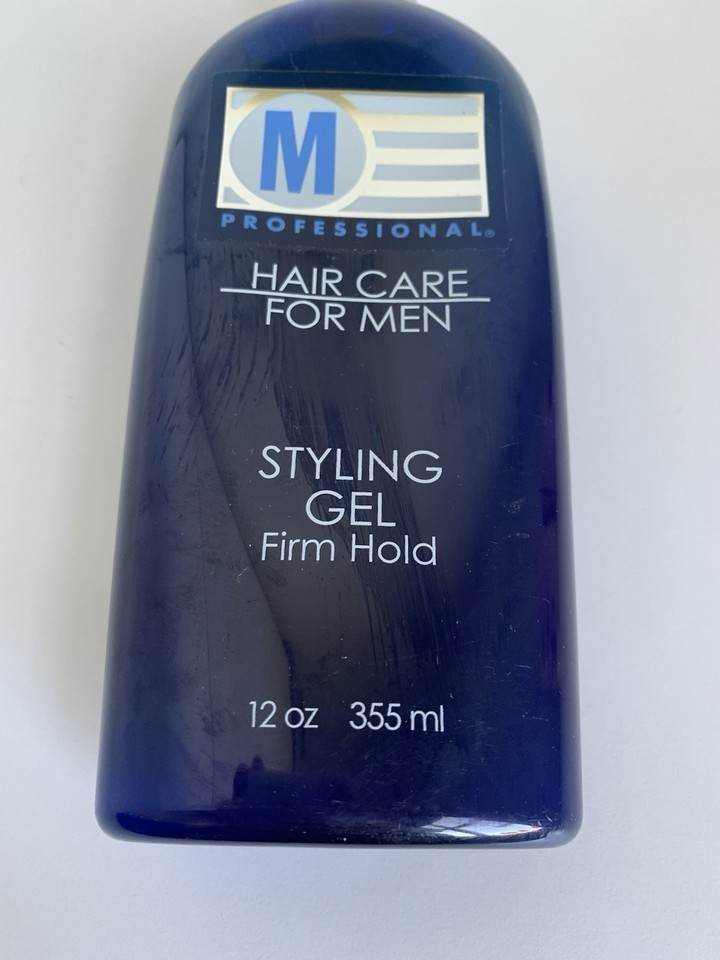 M
PROFESSIONAL®
HAIR CARE
FOR MEN
STYLING
GEL
Firm Hold
12 oz 355 ml